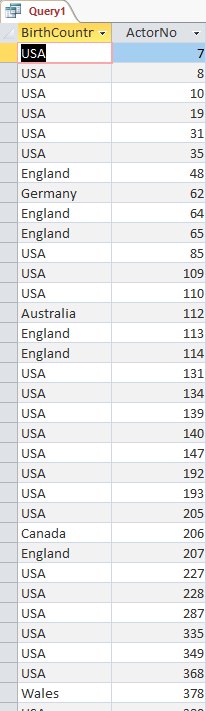 Query1
BirthCountr ActorNo
USA 7
USA 8
USA 10
USA 19
USA 31
USA 35
England 48
Germany 62
England 64
England 65
USA 85
USA 109
USA 110
Australia 112
England 113
England 114
USA 131
USA 134
USA 139
USA 140
USA 147
USA 192
USA 193
USA 205
Canada 206
England 207
USA 227
USA 228
USA 287
USA 335
USA 349
USA 368
Wales 378